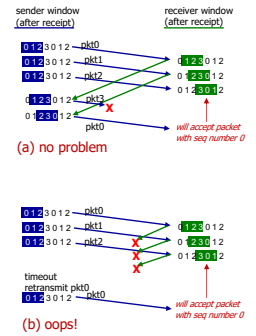 sender window
(after receipt)
receiver window
(after receipt)
0 1 2 3 0 1 2
pkt0
0 1 2 3 0 1 2
pkt1
0 1 2 3 0 1 2
pkt2
0 1 2 3 0 1 2
0 1 2 3 0 1 2
0 1 2 3 0 1 2
0 1 2 3 0 1 2
pkt3
X
0 1 2 3 0 1 2
pkt0
will accept packet
with seq number 0
(a) no problem
0 1 2 3 0 1 2
pkt0
0 1 2 3 0 1 2
pkt1
0 1 2 3 0 1 2
pkt2
0 1 2 3 0 1 2
0 1 2 3 0 1 2
0 1 2 3 0 1 2
X
X
X
timeout
retransmit pkt0
0 1 2 3 0 1 2
pkt0
will accept packet
with seq number 0
(b) oops!